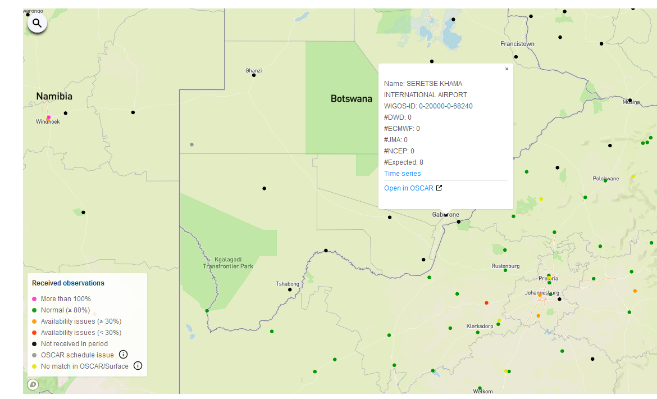 Francistown
Ghanzi
Namibia
Botswana
Windhoek
×
Name: SERETSE KHAMA
INTERNATIONAL AIRPORT
WIGOS-ID: 0-20000-0-68240
#DWD: 0
#ECMWF: 0
#JMA: 0
#NCEP: 0
#Expected: 8
Time series
Open in OSCAR
Polokwane
Gaborone
Kgalagadi
Transfrontier Park
Rustenburg
Pretoria
Tshabong
Johannesburg
Klerksdorp
Welkom
Received observations
More than 100%
Normal (≥ 80%)
Availability issues (≥ 30%)
Availability issues (< 30%)
Not received in period
OSCAR schedule issue
No match in OSCAR/Surface